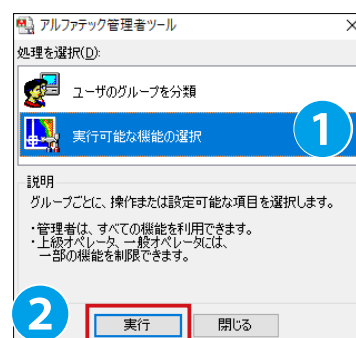 アルファテック管理者ツール
処理を選択(D):
ユーザのグループを分類
実行可能な機能の選択
1
説明
グループごとに、操作または設定可能な項目を選択します。
・管理者は、すべての機能を利用できます。
・上級オペレータ、一般オペレータには、
一部の機能を制限できます。
2
実行
閉じる